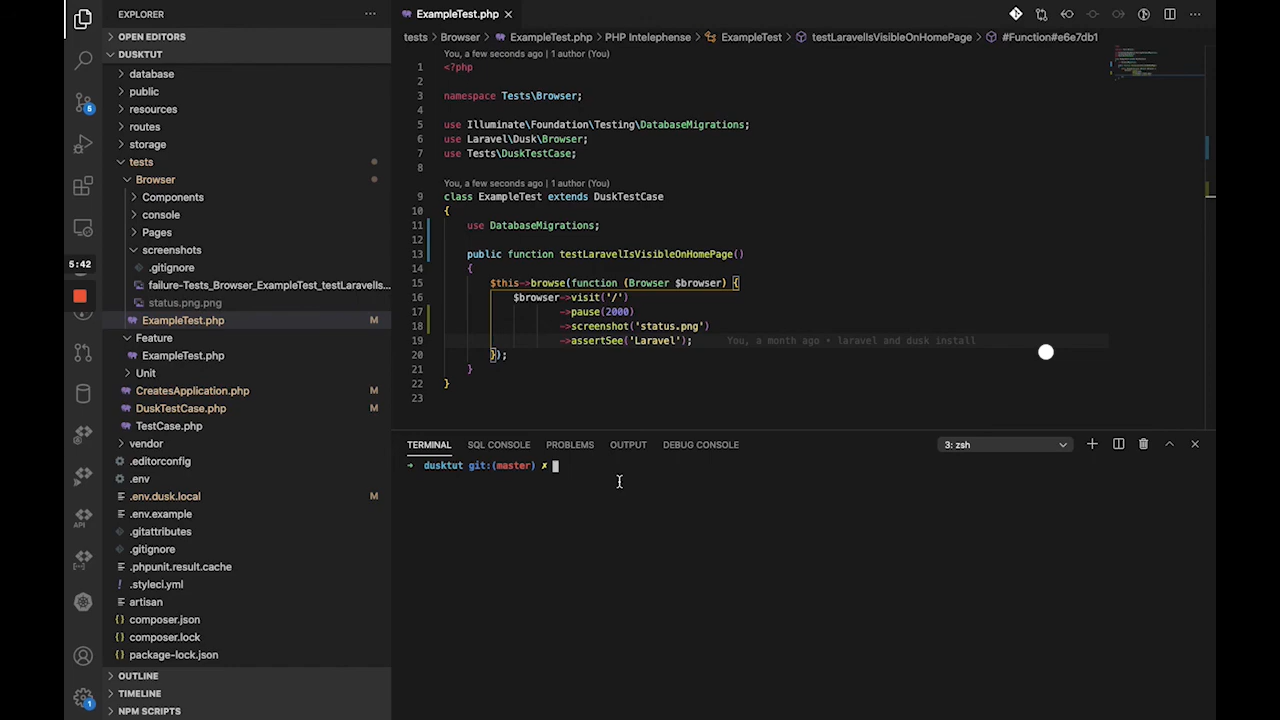 EXPLORER
OPEN EDITORS
DUSKTUT
database
public
resources
routes
storage
tests
Browser
Components
console
Pages
screenshots
.gitignore
failure-Tests_Browser_ExampleTest_testLaravelIs...
status.png.png
ExampleTest.php M
Feature
ExampleTest.php
Unit
CreatesApplication.php M
DuskTestCase.php M
TestCase.php
vendor
.editorconfig
.env
.env.dusk.local M
.env.example
.gitattributes
.gitignore
.phpunit.result.cache
.styleci.yml
artisan
composer.json
composer.lock
package-lock.json
OUTLINE
TIMELINE
NPM SCRIPTS
5
5:42
API
1
ExampleTest.php
tests > Browser > ExampleTest.php > PHP Intelephense > ExampleTest > testLaravelIsVisibleOnHomePage > #Function#e6e7db1
You, a few seconds ago | 1 author (You)
1 <?php
2
3 namespace Tests\Browser;
4
5 use Illuminate\Foundation\Testing\DatabaseMigrations;
6 use Laravel\Dusk\Browser;
7 use Tests\DuskTestCase;
8
You, a few seconds ago | 1 author (You)
9 class ExampleTest extends DuskTestCase
10 {
11 use DatabaseMigrations;
12
13 public function testLaravelIsVisibleOnHomePage()
14 {
15 $this->browse(function (Browser $browser) {
16 $browser->visit('/')
17 ->pause(2000)
18 ->screenshot('status.png')
19 ->assertSee('Laravel'); You, a month ago • laravel and dusk install
20 });
21 }
22 }
23
TERMINAL SQL CONSOLE PROBLEMS OUTPUT DEBUG CONSOLE 3: zsh
➜ dusktut git:(master) ✗